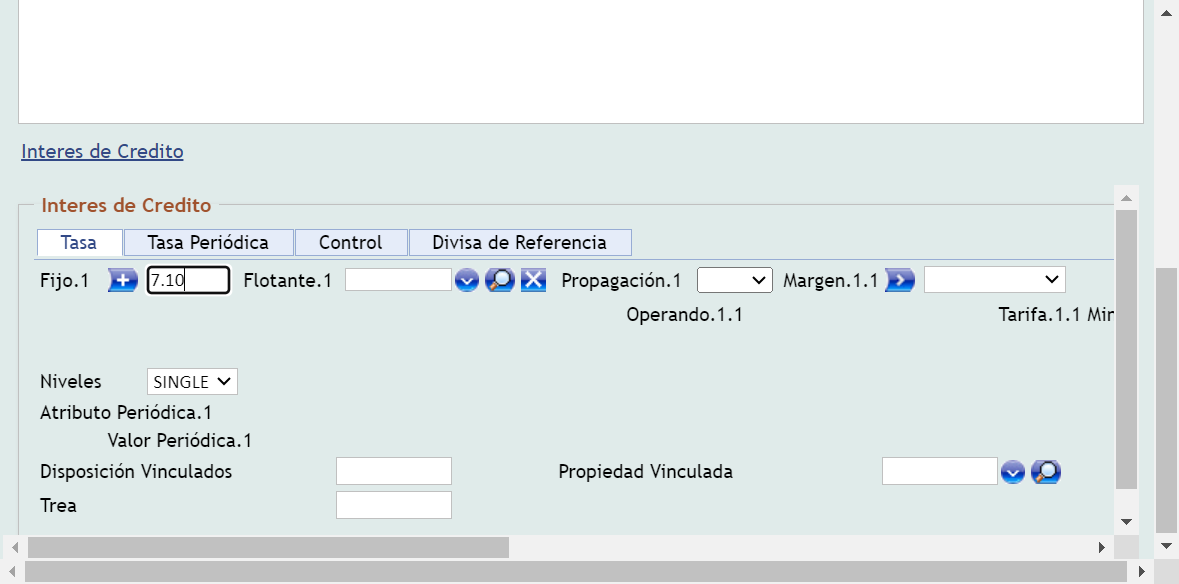 Interes de Credito
Interes de Credito
Tasa Tasa Periódica Control Divisa de Referencia
Fijo.1 7.10 Flotante.1 Propagación.1 Margen.1.1
Operando.1.1 Tarifa.1.1 Min
Niveles SINGLE
Atributo Periódica.1
Valor Periódica.1
Disposición Vinculados Propiedad Vinculada
Trea